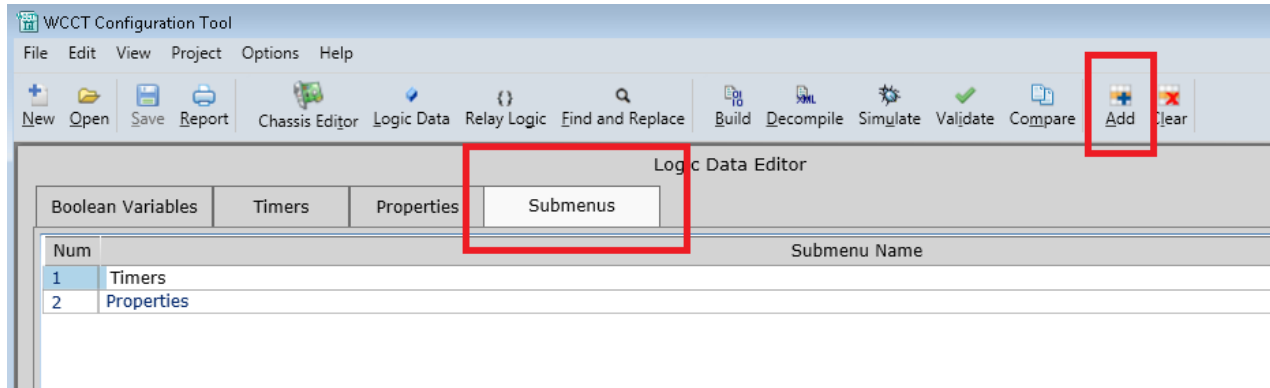 WCCT Configuration Tool
File Edit View Project Options Help
New Open Save Report Chassis Editor Logic Data Relay Logic Find and Replace Build Decompile Simulate Validate Compare Add Clear
Logic Data Editor
Boolean Variables Timers Properties Submenus
Num Submenu Name
1 Timers
2 Properties